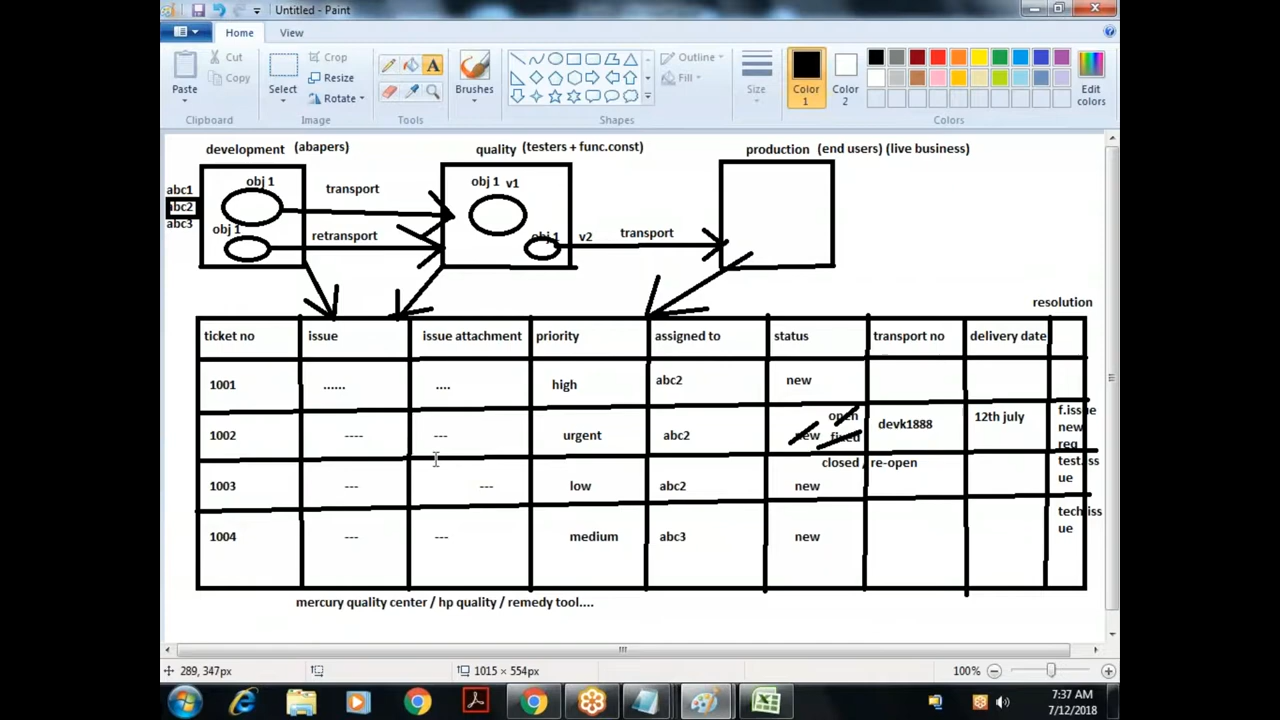 Untitled - Paint
Home View
Paste
Cut
Copy
Clipboard
Select
Crop
Resize
Rotate
Image
Tools
Brushes
Shapes
Outline
Fill
Size
Color 1
Color 2
Edit colors
Colors
development (abapers)
quality (testers + func.const)
production (end users) (live business)
abc1
abc2
abc3
obj 1
obj 1
transport
retransport
obj 1 v1
obj 1 v2
transport
resolution
ticket no issue issue attachment priority assigned to status transport no delivery date
1001 ...... .... high abc2 new
1002 ---- --- urgent abc2 new open fixed devk1888 12th july f.issue
new
req
closed / re-open
test.iss
ue
1003 --- --- low abc2 new
tech.iss
ue
1004 --- --- medium abc3 new
mercury quality center / hp quality / remedy tool....
289, 347px
1015 × 554px
100%
7:37 AM
7/12/2018